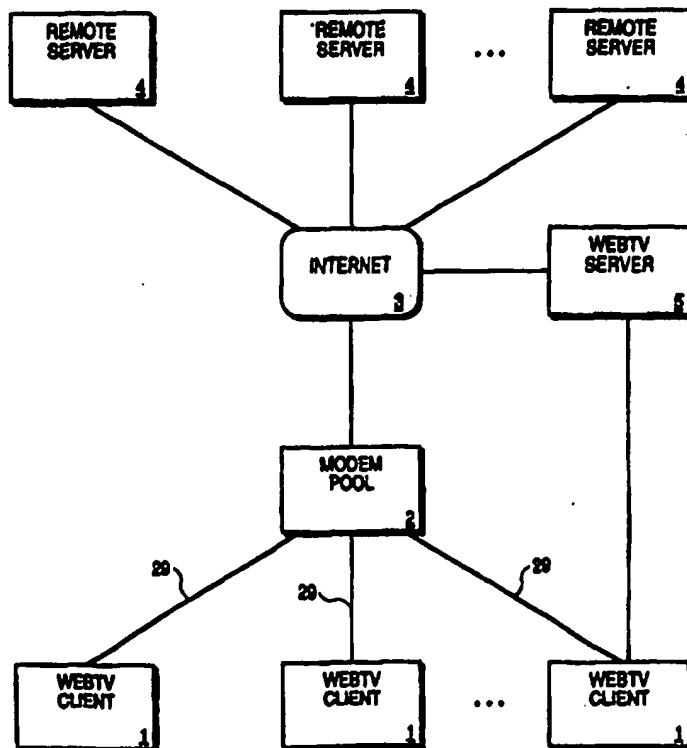 REMOTE
SERVER
4
REMOTE
SERVER
4
...
REMOTE
SERVER
4
INTERNET
3
WEBTV
SERVER
5
MODEM
POOL
2
29
29
29
WEBTV
CLIENT
1
WEBTV
CLIENT
1
...
WEBTV
CLIENT
1